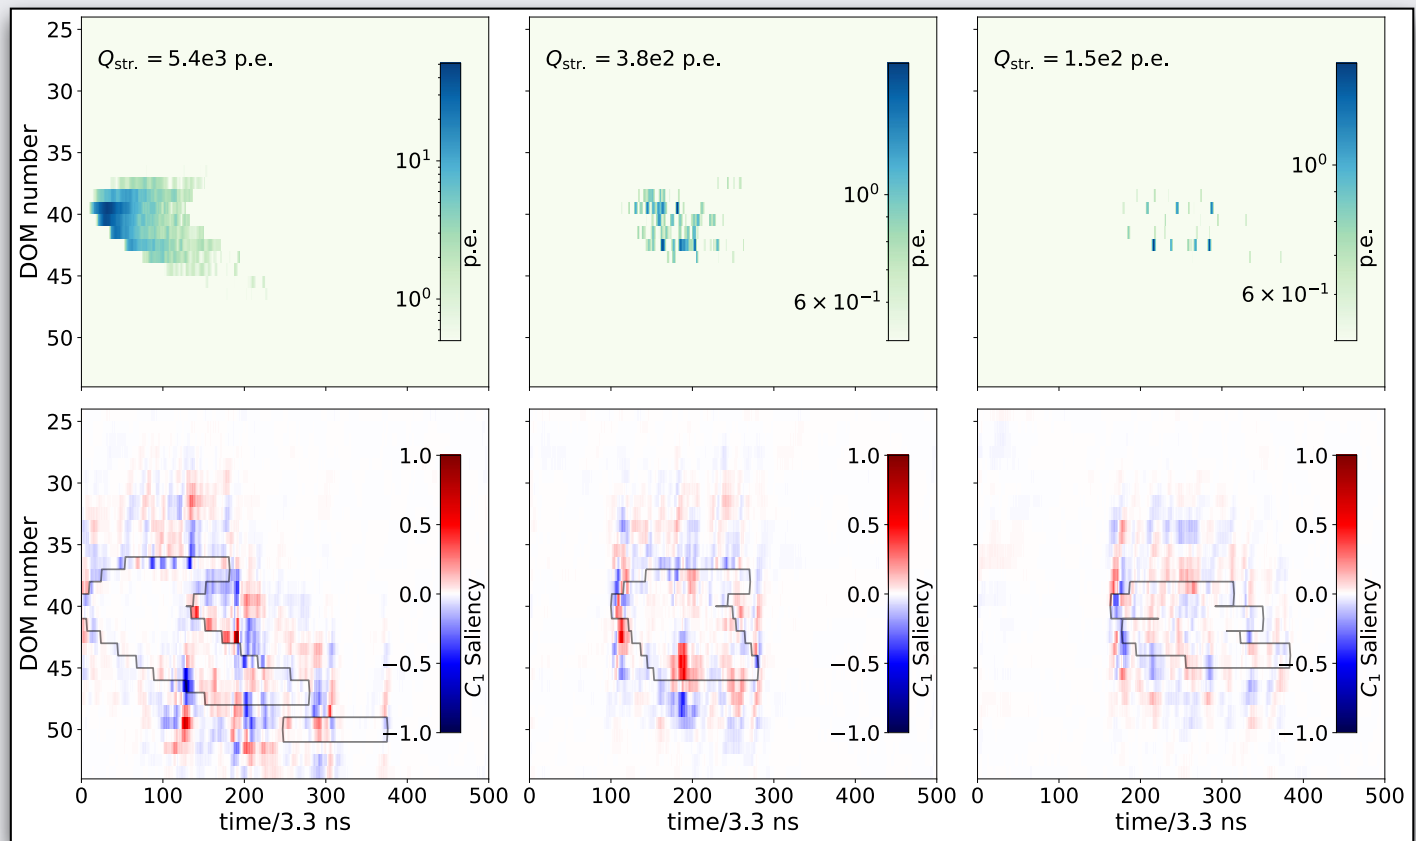 25
30
35
40
45
50
DOM number
Q_str. = 5.4e3 p.e.
10^1
10^0
p.e.
Q_str. = 3.8e2 p.e.
10^0
6 × 10^−1
p.e.
Q_str. = 1.5e2 p.e.
10^0
6 × 10^−1
p.e.
25
30
35
40
45
50
DOM number
1.0
0.5
0.0
−0.5
−1.0
C_1 Saliency
0 100 200 300 400 500
time/3.3 ns
1.0
0.5
0.0
−0.5
−1.0
C_1 Saliency
0 100 200 300 400 500
time/3.3 ns
1.0
0.5
0.0
−0.5
−1.0
C_1 Saliency
0 100 200 300 400 500
time/3.3 ns